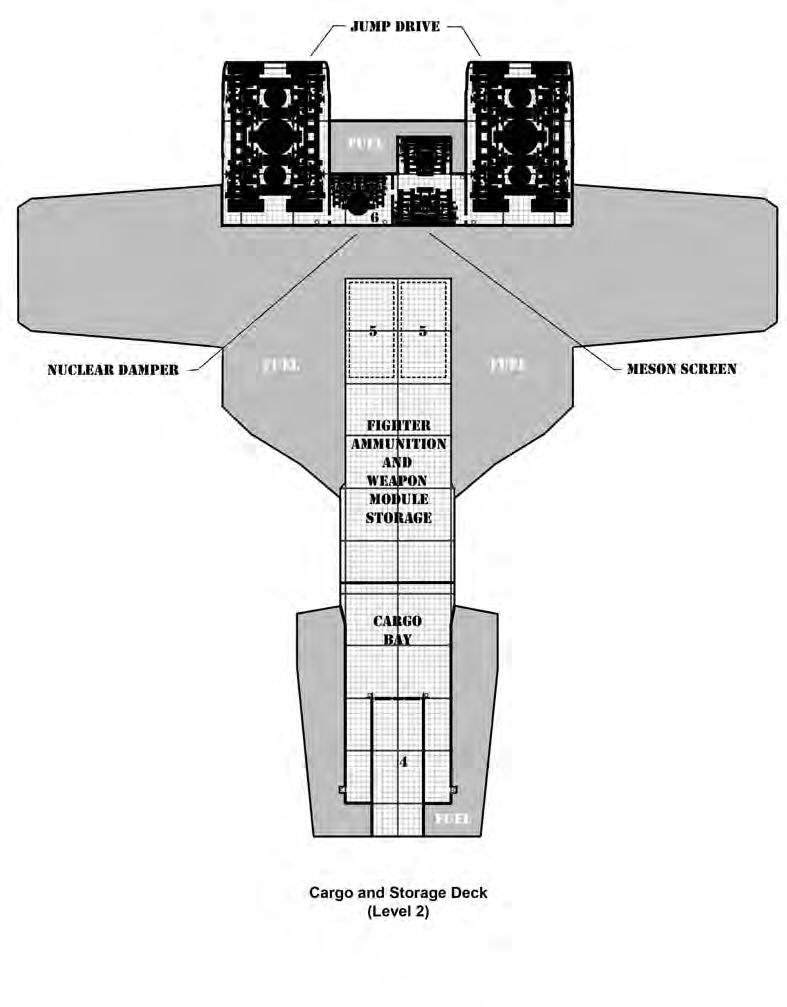 JUMP DRIVE
FUEL
6
5 5
NUCLEAR DAMPER
FUEL
FUEL
MESON SCREEN
FIGHTER
AMMUNITION
AND
WEAPON
MODULE
STORAGE
CARGO
BAY
4
FUEL
Cargo and Storage Deck
(Level 2)